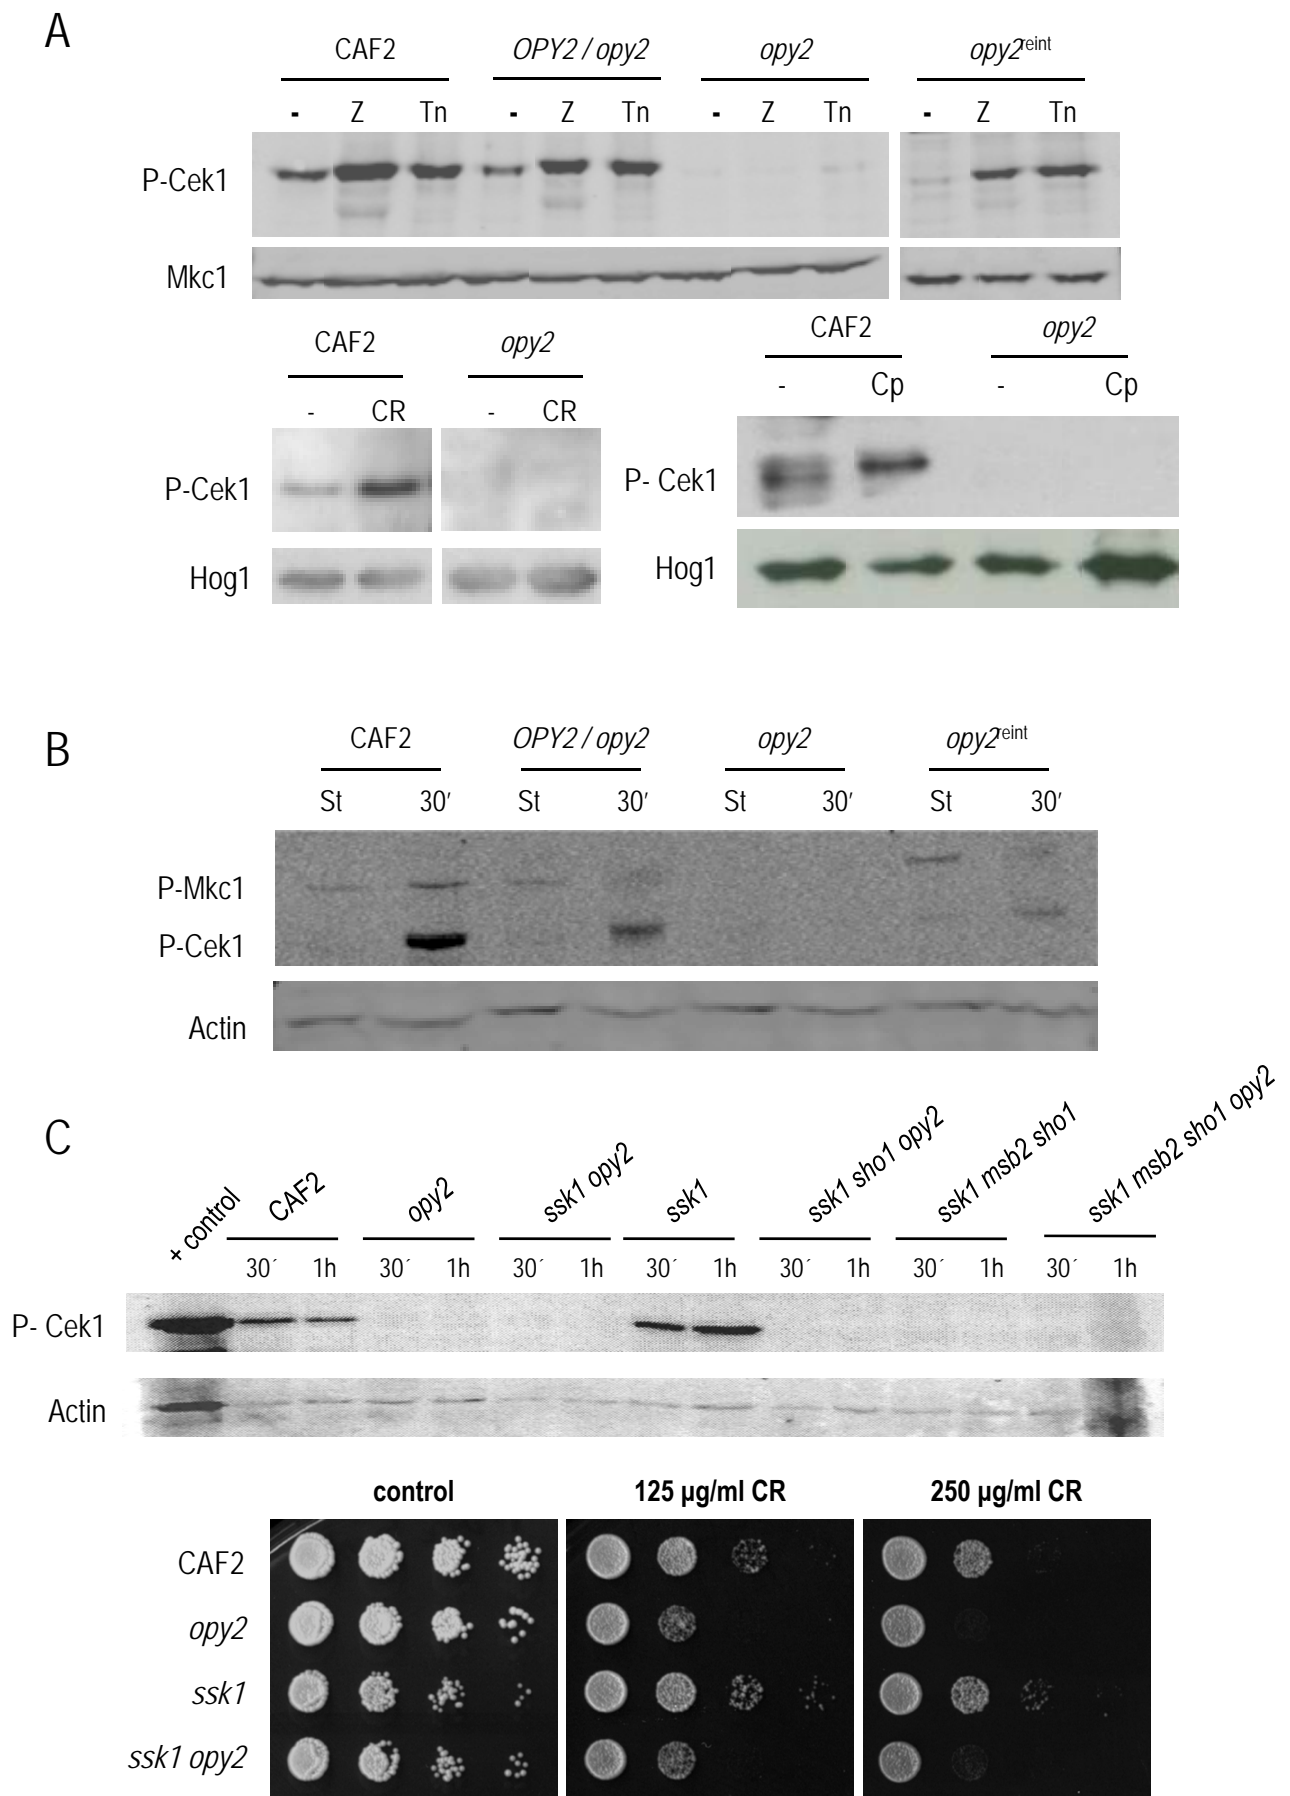 A
CAF2 OPY2 / opy2 opy2 opy2reint
- Z Tn - Z Tn - Z Tn - Z Tn
P-Cek1
Mkc1
CAF2 opy2
- CR - CR
P-Cek1
Hog1
CAF2 opy2
- Cp - Cp
P- Cek1
Hog1
B
CAF2 OPY2 / opy2 opy2 opy2reint
St 30′ St 30′ St 30′ St 30′
P-Mkc1
P-Cek1
Actin
C
+ control CAF2 opy2 ssk1 opy2 ssk1 ssk1 sho1 opy2 ssk1 msb2 sho1 ssk1 msb2 sho1 opy2
30´ 1h 30´ 1h 30´ 1h 30´ 1h 30´ 1h 30´ 1h 30´ 1h
P- Cek1
Actin
control 125 µg/ml CR 250 µg/ml CR
CAF2
opy2
ssk1
ssk1 opy2